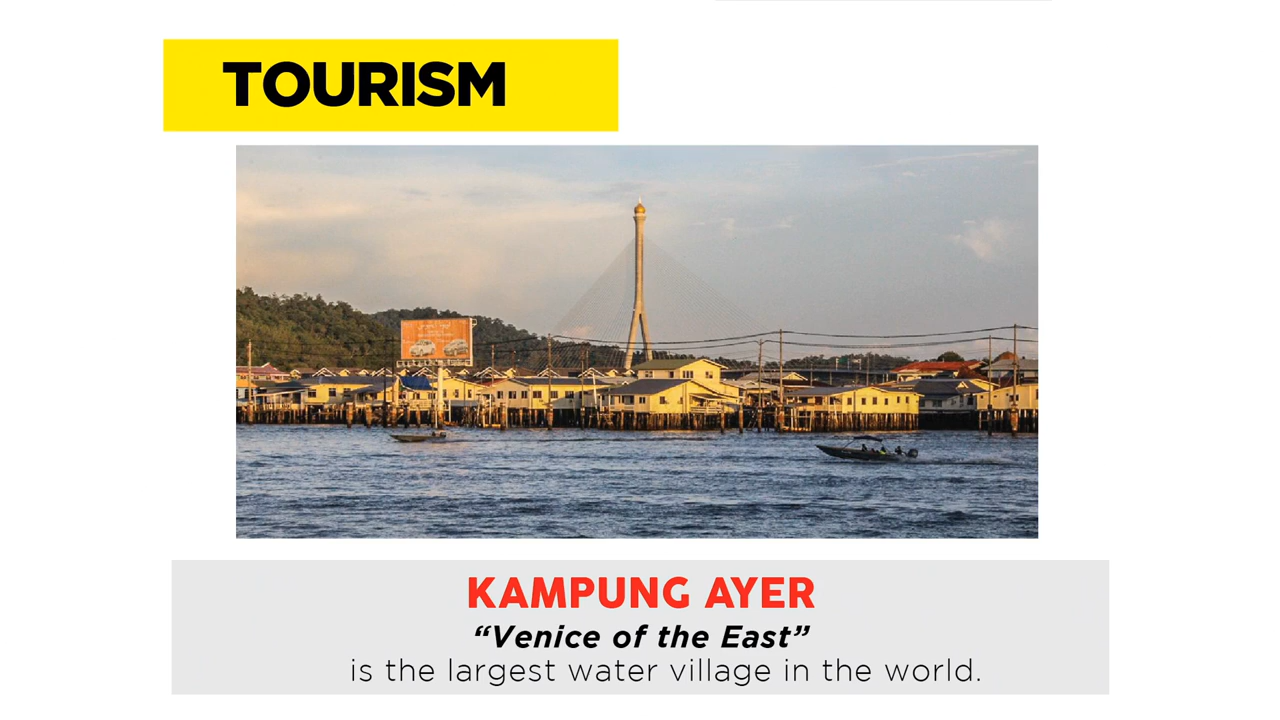 TOURISM
KAMPUNG AYER
“Venice of the East”
is the largest water village in the world.